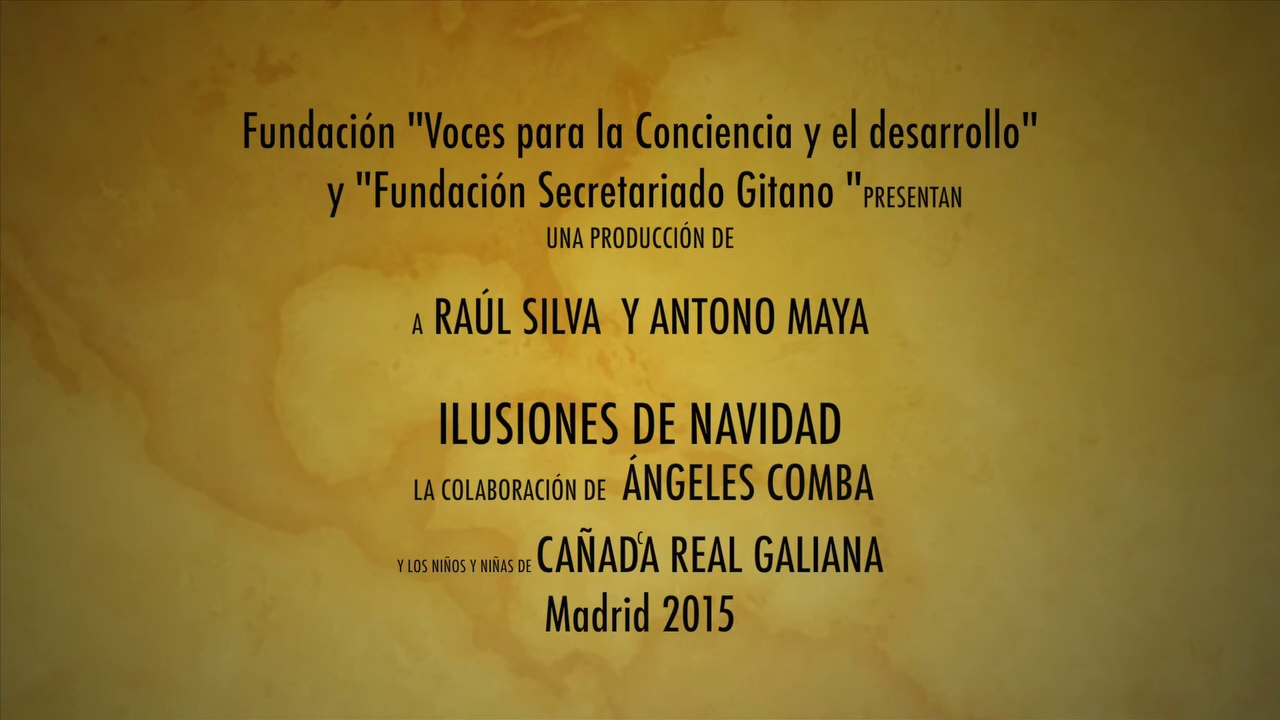 Fundación "Voces para la Conciencia y el desarrollo"
y "Fundación Secretariado Gitano "PRESENTAN
UNA PRODUCCIÓN DE
A RAÚL SILVA Y ANTONO MAYA
ILUSIONES DE NAVIDAD
LA COLABORACIÓN DE ÁNGELES COMBA
C
Y LOS NIÑOS Y NIÑAS DE CAÑADA REAL GALIANA
Madrid 2015